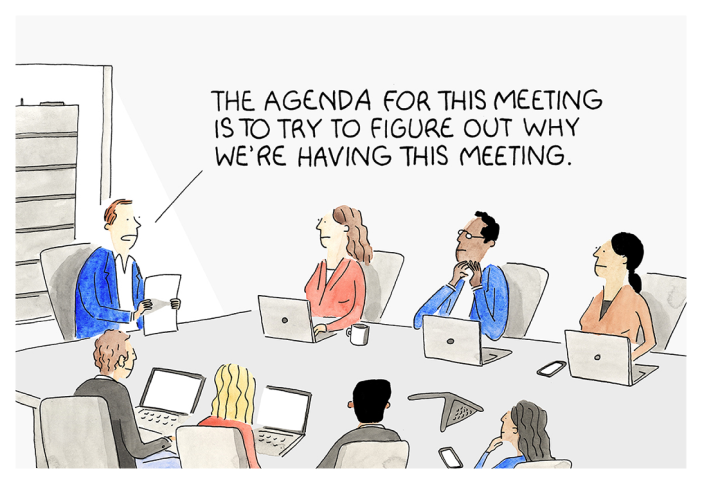 THE AGENDA FOR THIS MEETING
IS TO TRY TO FIGURE OUT WHY
WE'RE HAVING THIS MEETING.